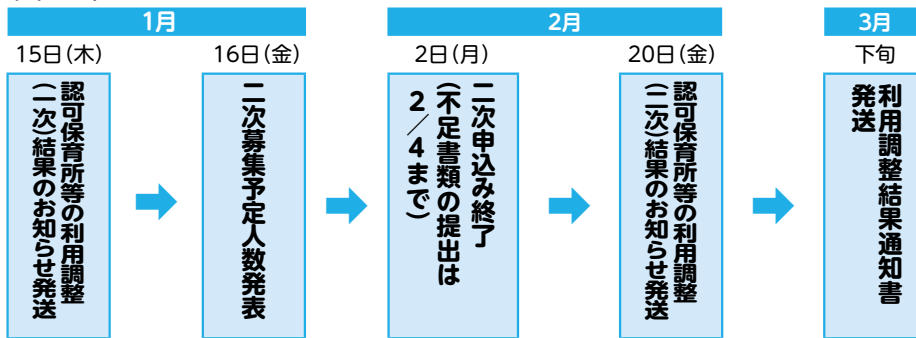 1月
15日(木)
認可保育所等の利用調整
(一次)結果のお知らせ発送
16日(金)
二次募集予定人数発表
2月
2日(月)
二次申込み終了
(不足書類の提出は
2/4まで)
20日(金)
認可保育所等の利用調整
(二次)結果のお知らせ発送
3月
下旬
利用調整結果通知書
発送